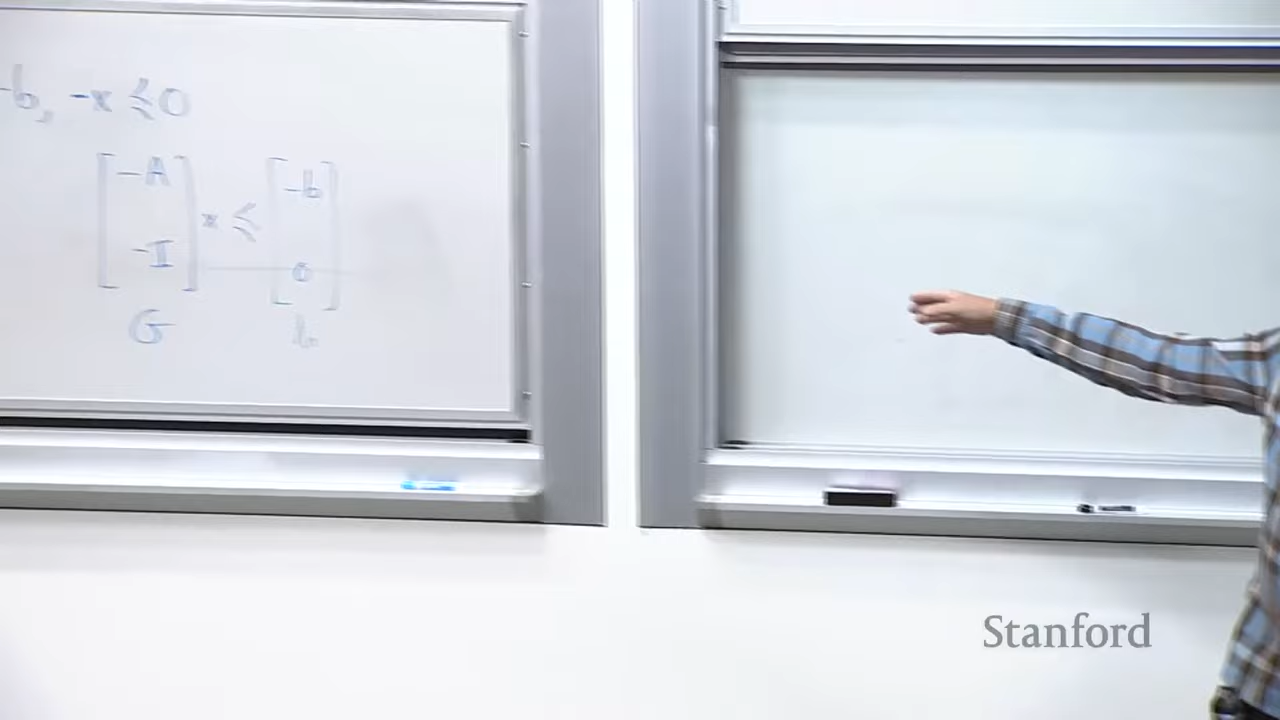 -b, -x ≤ 0
[-A
-I] x ≤ [-b
0]
G h
Stanford